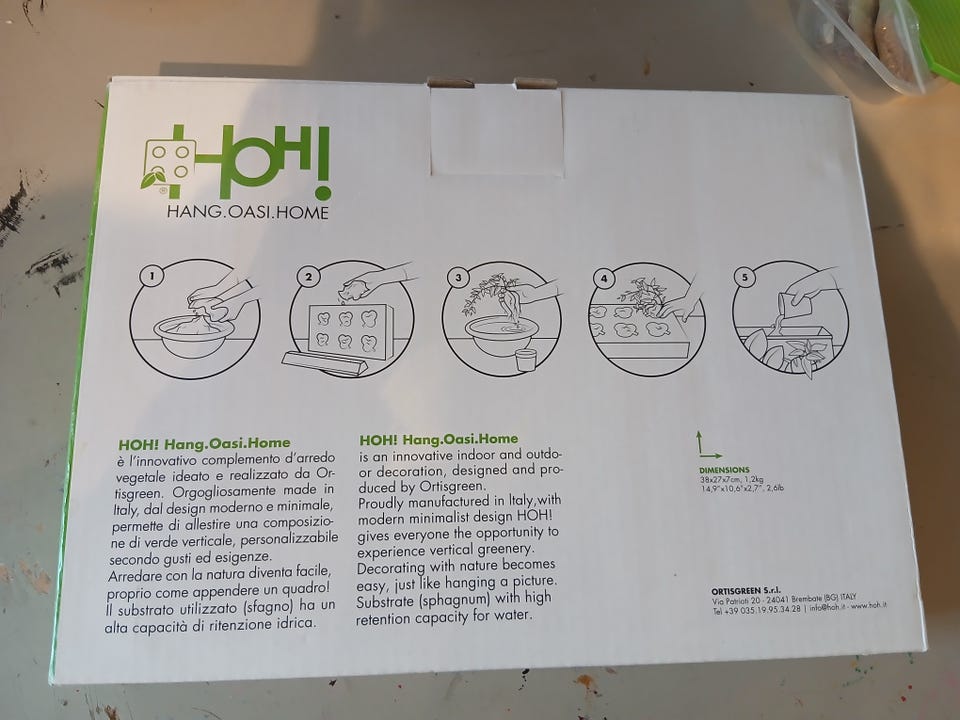 HOH!
®
HANG.OASI.HOME
1
2
3
4
5
HOH! Hang.Oasi.Home
è l'innovativo complemento d'arredo
vegetale ideato e realizzato da Or-
tisgreen. Orgogliosamente made in
Italy, dal design moderno e minimale,
permette di allestire una composizio-
ne di verde verticale, personalizzabile
secondo gusti ed esigenze.
Arredare con la natura diventa facile,
proprio come appendere un quadro!
Il substrato utilizzato (sfagno) ha un
alta capacità di ritenzione idrica.
HOH! Hang.Oasi.Home
is an innovative indoor and outdo-
or decoration, designed and pro-
duced by Ortisgreen.
Proudly manufactured in Italy,with
modern minimalist design HOH!
gives everyone the opportunity to
experience vertical greenery.
Decorating with nature becomes
easy, just like hanging a picture.
Substrate (sphagnum) with high
retention capacity for water.
DIMENSIONS
38x27x7cm, 1,2kg
14,9"x10,6"x2,7", 2,6lb
ORTISGREEN S.r.l.
Via Patrioti 20 - 24041 Brembate (BG) ITALY
Tel +39 035.19.95.34.28 | info@hoh.it - www.hoh.it